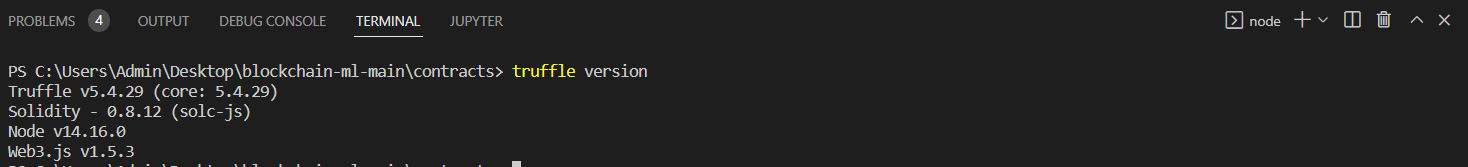 PROBLEMS 4 OUTPUT DEBUG CONSOLE TERMINAL JUPYTER node
PS C:\Users\Admin\Desktop\blockchain-ml-main\contracts> truffle version
Truffle v5.4.29 (core: 5.4.29)
Solidity - 0.8.12 (solc-js)
Node v14.16.0
Web3.js v1.5.3